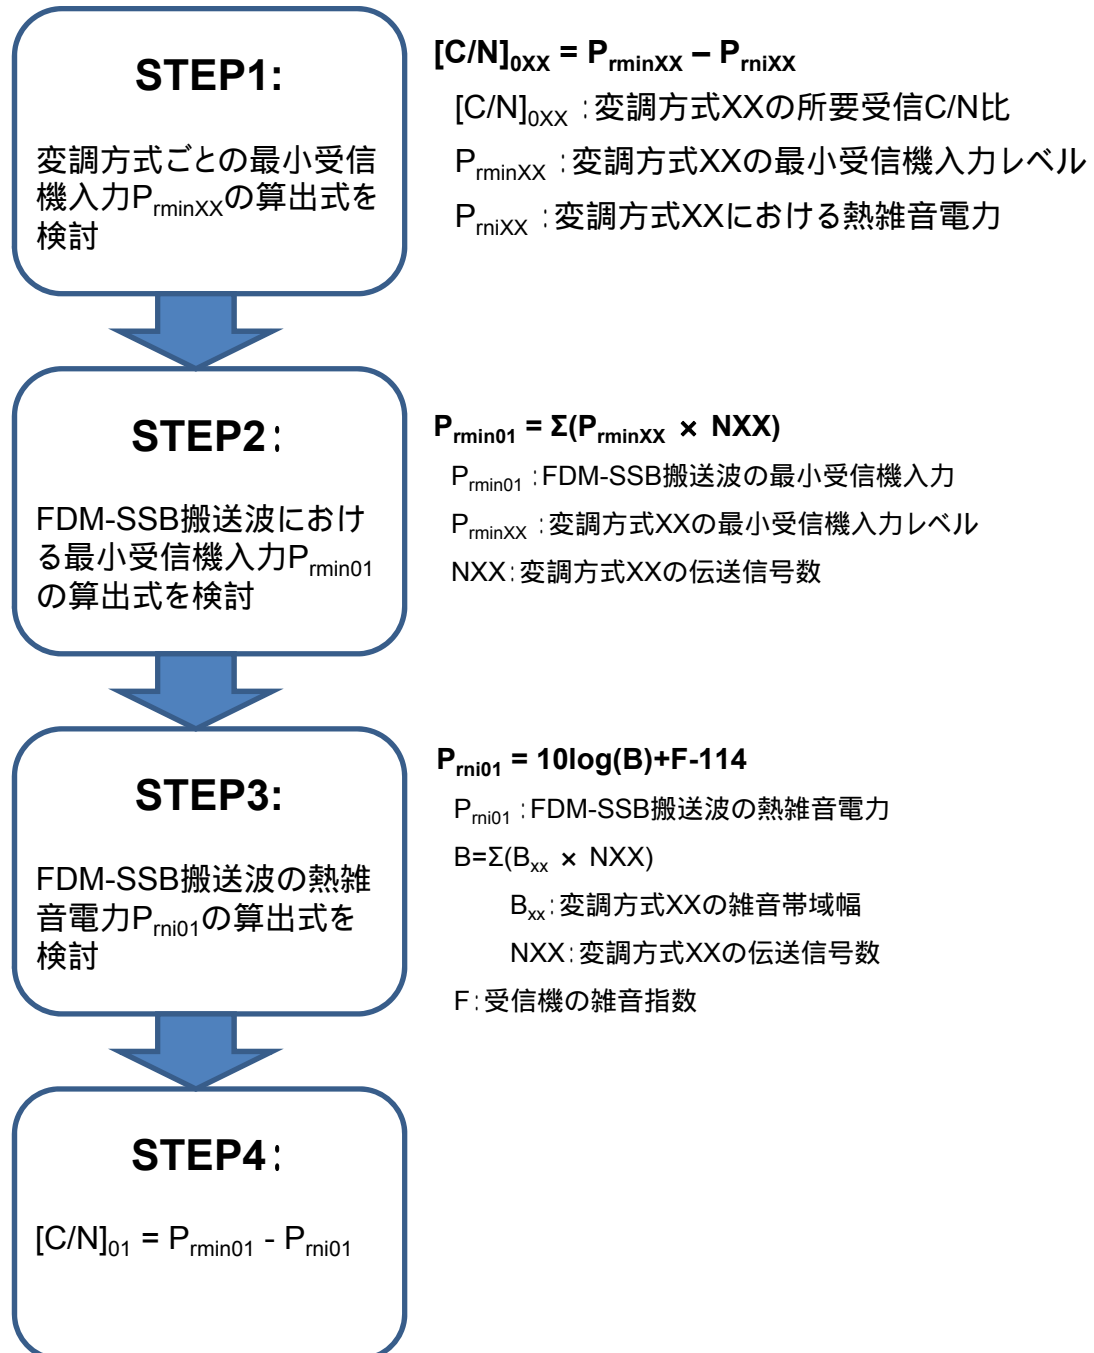 STEP1:
変調方式ごとの最小受信
機入力PrminXXの算出式を
検討
[C/N]0XX = PrminXX – PrniXX
[C/N]0XX：変調方式XXの所要受信C/N比
PrminXX：変調方式XXの最小受信機入力レベル
PrniXX：変調方式XXにおける熱雑音電力
STEP2：
FDM-SSB搬送波におけ
る最小受信機入力Prmin01
の算出式を検討
Prmin01 = Σ(PrminXX × NXX)
Prmin01：FDM-SSB搬送波の最小受信機入力
PrminXX：変調方式XXの最小受信機入力レベル
NXX：変調方式XXの伝送信号数
STEP3:
FDM-SSB搬送波の熱雑
音電力Prni01の算出式を
検討
Prni01 = 10log(B)+F-114
Prni01：FDM-SSB搬送波の熱雑音電力
B=Σ(Bxx × NXX)
Bxx：変調方式XXの雑音帯域幅
NXX：変調方式XXの伝送信号数
F：受信機の雑音指数
STEP4：
[C/N]01 = Prmin01 - Prni01